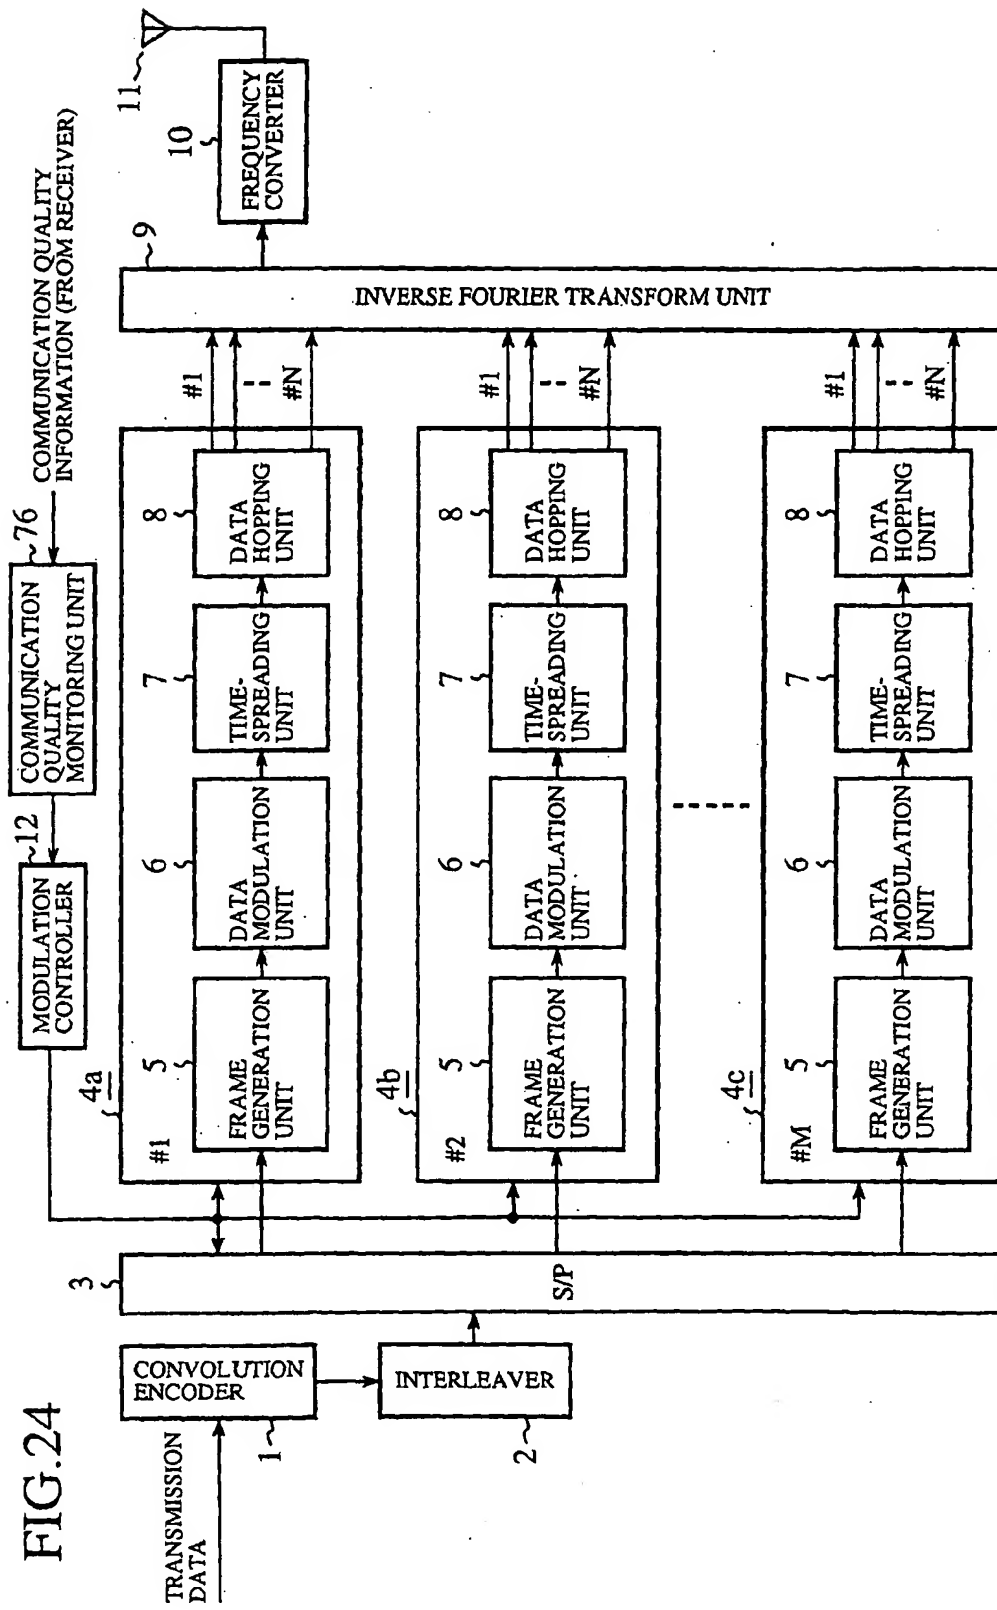 FIG.24
TRANSMISSION
DATA
CONVOLUTION
ENCODER
1
INTERLEAVER
2
3
S/P
MODULATION
CONTROLLER
12
COMMUNICATION
QUALITY
MONITORING UNIT
76
COMMUNICATION QUALITY
INFORMATION (FROM RECEIVER)
4a
#1
5
FRAME
GENERATION
UNIT
6
DATA
MODULATION
UNIT
7
TIME-
SPREADING
UNIT
8
DATA
HOPPING
UNIT
#1
#N
4b
#2
5
FRAME
GENERATION
UNIT
6
DATA
MODULATION
UNIT
7
TIME-
SPREADING
UNIT
8
DATA
HOPPING
UNIT
#1
#N
4c
#M
5
FRAME
GENERATION
UNIT
6
DATA
MODULATION
UNIT
7
TIME-
SPREADING
UNIT
8
DATA
HOPPING
UNIT
#1
#N
9
INVERSE FOURIER TRANSFORM UNIT
10
FREQUENCY
CONVERTER
11